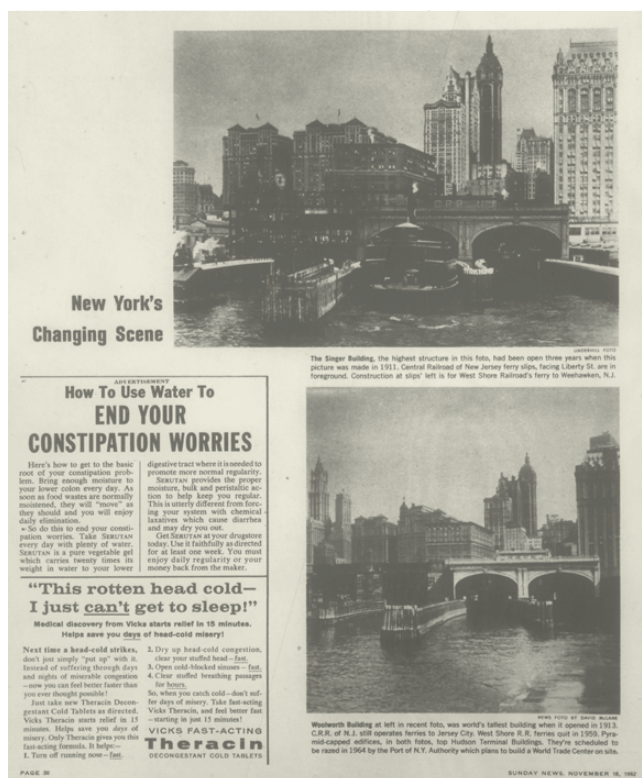 New York's
Changing Scene
UNDERHILL FOTO
The Singer Building, the highest structure in this foto, had been open three years when this
picture was made in 1911. Central Railroad of New Jersey ferry slips, facing Liberty St. are in
foreground. Construction at slips' left is for West Shore Railroad's ferry to Weehawken, N.J.
ADVERTISEMENT
How To Use Water To
END YOUR
CONSTIPATION WORRIES
Here's how to get to the basic
root of your constipation prob-
lem. Bring enough moisture to
your lower colon every day. As
soon as food wastes are normally
moistened, they will "move" as
they should and you will enjoy
daily elimination.
So do this to end your consti-
pation worries. Take SERUTAN
every day with plenty of water.
SERUTAN is a pure vegetable gel
which carries twenty times its
weight in water to your lower
digestive tract where it is needed to
promote more normal regularity.
SERUTAN provides the proper
moisture, bulk and peristaltic ac-
tion to help keep you regular.
This is utterly different from forc-
ing your system with chemical
laxatives which cause diarrhea
and may dry you out.
Get SERUTAN at your drugstore
today. Use it faithfully as directed
for at least one week. You must
enjoy daily regularity or your
money back from the maker.
"This rotten head cold—
I just can't get to sleep!"
Medical discovery from Vicks starts relief in 15 minutes.
Helps save you days of head-cold misery!
Next time a head-cold strikes,
don't just simply "put up" with it.
Instead of suffering through days
and nights of miserable congestion
—now you can feel better faster than
you ever thought possible!
Just take new Theracin Decon-
gestant Cold Tablets as directed.
Vicks Theracin starts relief in 15
minutes. Helps save you days of
misery. Only Theracin gives you this
fast-acting formula. It helps:—
1. Turn off running nose—fast.
2. Dry up head-cold congestion,
clear your stuffed head—fast.
3. Open cold-blocked sinuses—fast.
4. Clear stuffed breathing passages
for hours.
So, when you catch cold—don't suf-
fer days of misery. Take fast-acting
Vicks Theracin, and feel better fast
—starting in just 15 minutes!
VICKS FAST-ACTING
Theracin
DECONGESTANT COLD TABLETS
NEWS FOTO BY DAVID McLANE
Woolworth Building at left in recent foto, was world's tallest building when it opened in 1913.
C.R.R. of N.J. still operates ferries to Jersey City. West Shore R.R. ferries quit in 1959. Pyra-
mid-capped edifices, in both fotos, top Hudson Terminal Buildings. They're scheduled to
be razed in 1964 by the Port of N.Y. Authority which plans to build a World Trade Center on site.
PAGE 30
SUNDAY NEWS, NOVEMBER 18, 1962